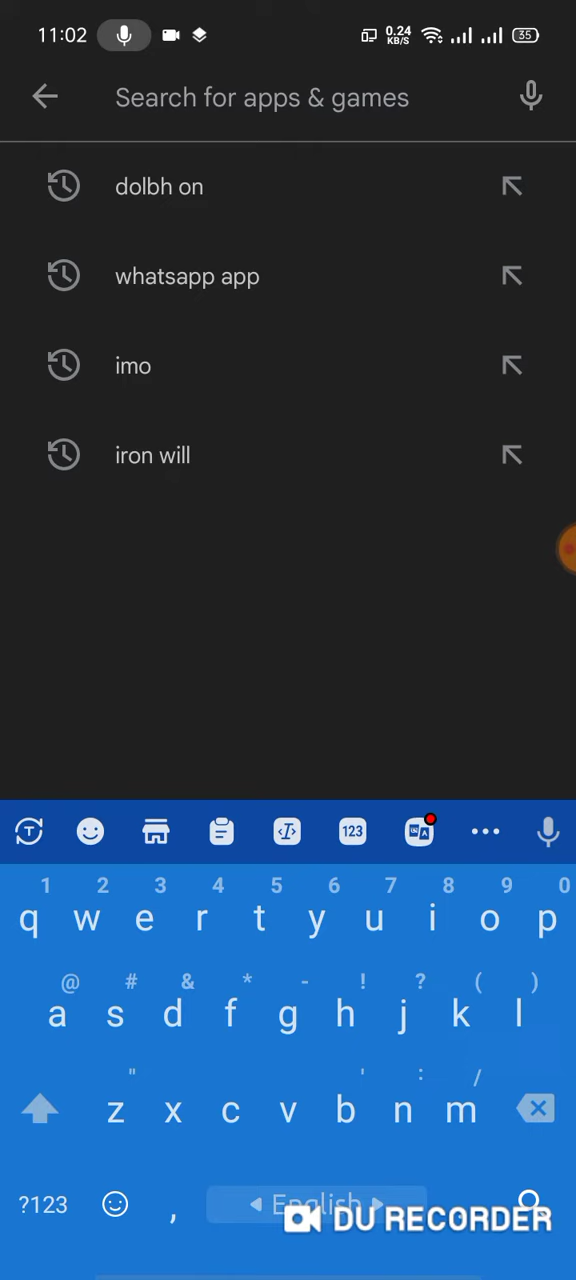 11:02 0.24 KB/S 35
Search for apps & games
dolbh on
whatsapp app
imo
iron will
T 123 A
1 2 3 4 5 6 7 8 9 0
q w e r t y u i o p
@ # & * - ! ? ( )
a s d f g h j k l
" ' : /
z x c v b n m
?123 , English
DU RECORDER